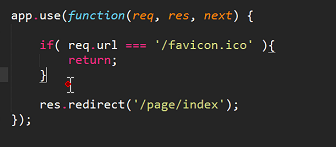 app.use(function(req, res, next) {
if( req.url === '/favicon.ico' ){
return;
}
res.redirect('/page/index');
});